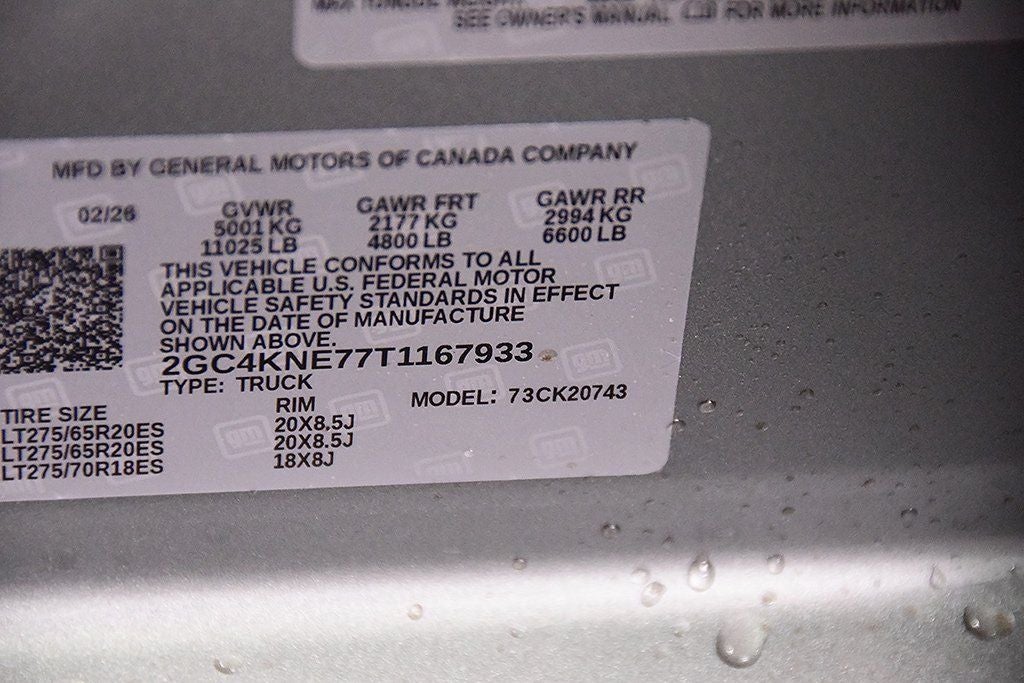 SEE OWNER'S MANUAL FOR MORE INFORMATION
MFD BY GENERAL MOTORS OF CANADA COMPANY
02/26 GVWR GAWR FRT GAWR RR
5001 KG 2177 KG 2994 KG
11025 LB 4800 LB 6600 LB
THIS VEHICLE CONFORMS TO ALL
APPLICABLE U.S. FEDERAL MOTOR
VEHICLE SAFETY STANDARDS IN EFFECT
ON THE DATE OF MANUFACTURE
SHOWN ABOVE.
2GC4KNE77T1167933
TYPE: TRUCK MODEL: 73CK20743
TIRE SIZE RIM
LT275/65R20ES 20X8.5J
LT275/65R20ES 20X8.5J
LT275/70R18ES 18X8J